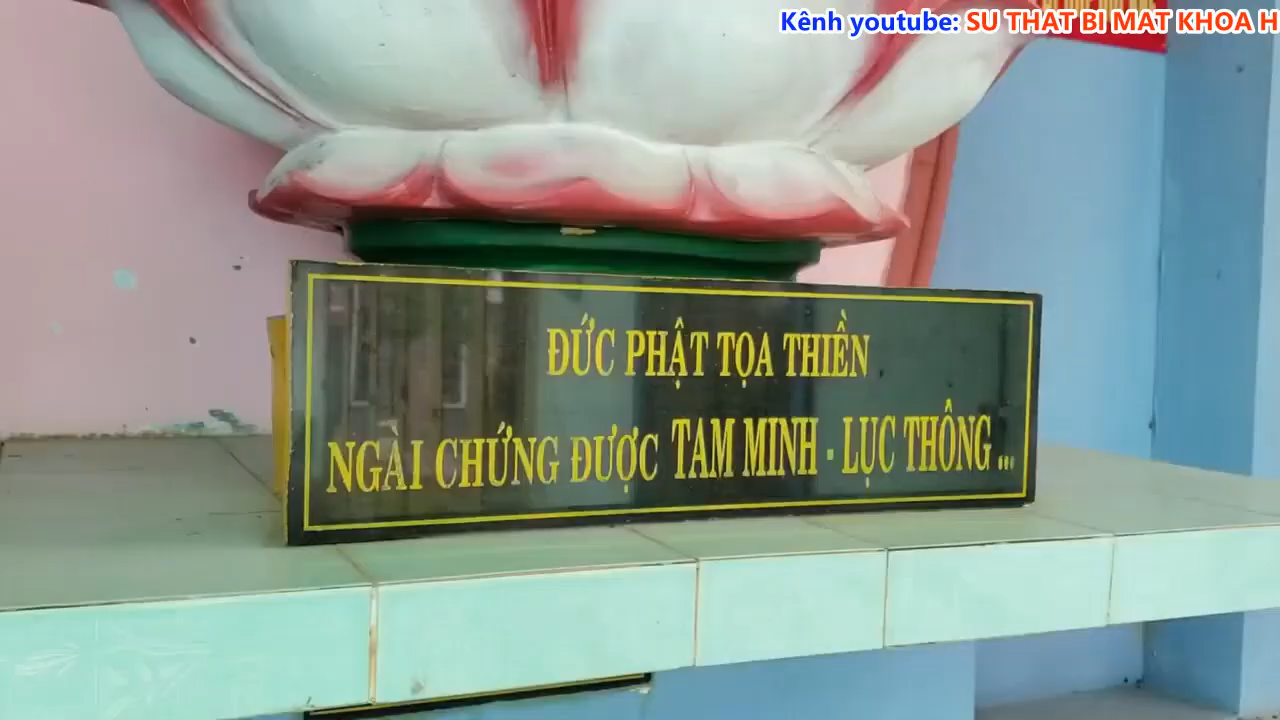 Kênh youtube: SU THAT BI MAT KHOA H
ĐỨC PHẬT TỌA THIỀN
NGÀI CHỨNG ĐƯỢC TAM MINH - LỤC THÔNG ...